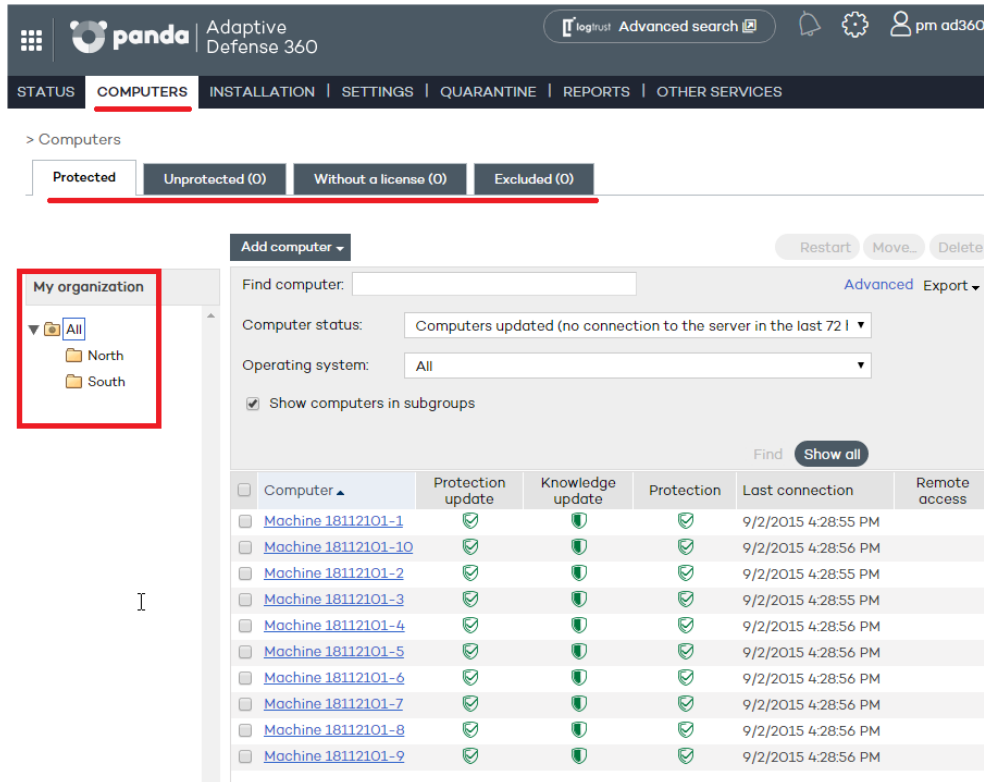 panda Adaptive Defense 360
logtrust Advanced search
pm ad360
STATUS COMPUTERS INSTALLATION | SETTINGS | QUARANTINE | REPORTS | OTHER SERVICES
> Computers
Protected Unprotected (0) Without a license (0) Excluded (0)
Add computer Restart Move... Delete
My organization
All
North
South
Find computer: Advanced Export
Computer status: Computers updated (no connection to the server in the last 72 h
Operating system: All
Show computers in subgroups
Find Show all
Computer Protection update Knowledge update Protection Last connection Remote access
Machine 18112101-1 9/2/2015 4:28:55 PM
Machine 18112101-10 9/2/2015 4:28:56 PM
Machine 18112101-2 9/2/2015 4:28:55 PM
Machine 18112101-3 9/2/2015 4:28:55 PM
Machine 18112101-4 9/2/2015 4:28:56 PM
Machine 18112101-5 9/2/2015 4:28:56 PM
Machine 18112101-6 9/2/2015 4:28:56 PM
Machine 18112101-7 9/2/2015 4:28:56 PM
Machine 18112101-8 9/2/2015 4:28:56 PM
Machine 18112101-9 9/2/2015 4:28:56 PM